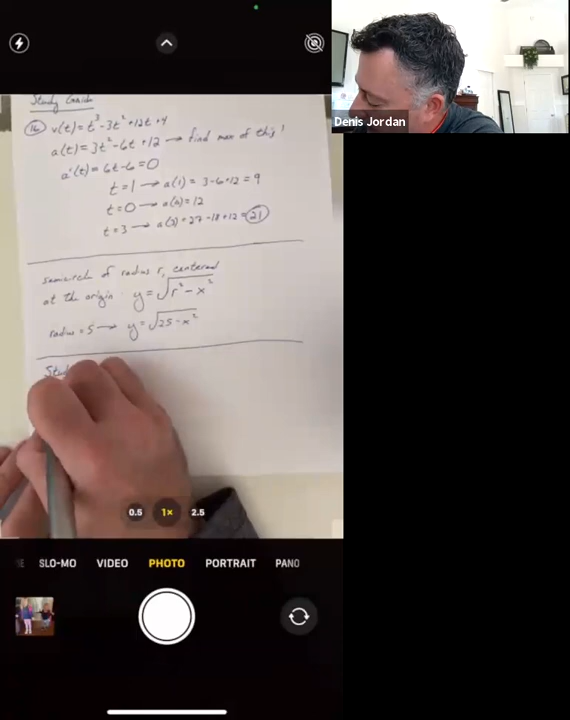 Denis Jordan
Study Guide
16 v(t) = t³ - 3t² + 12t + 4
a(t) = 3t² - 6t + 12 → find max of this!
a'(t) = 6t - 6 = 0
t = 1 → a(1) = 3 - 6 + 12 = 9
t = 0 → a(0) = 12
t = 3 → a(3) = 27 - 18 + 12 = 21
semicircle of radius r, centered
at the origin: y = √(r² - x²)
radius = 5 → y = √(25 - x²)
Stud
0.5 1× 2.5
SLO-MO VIDEO PHOTO PORTRAIT PANO